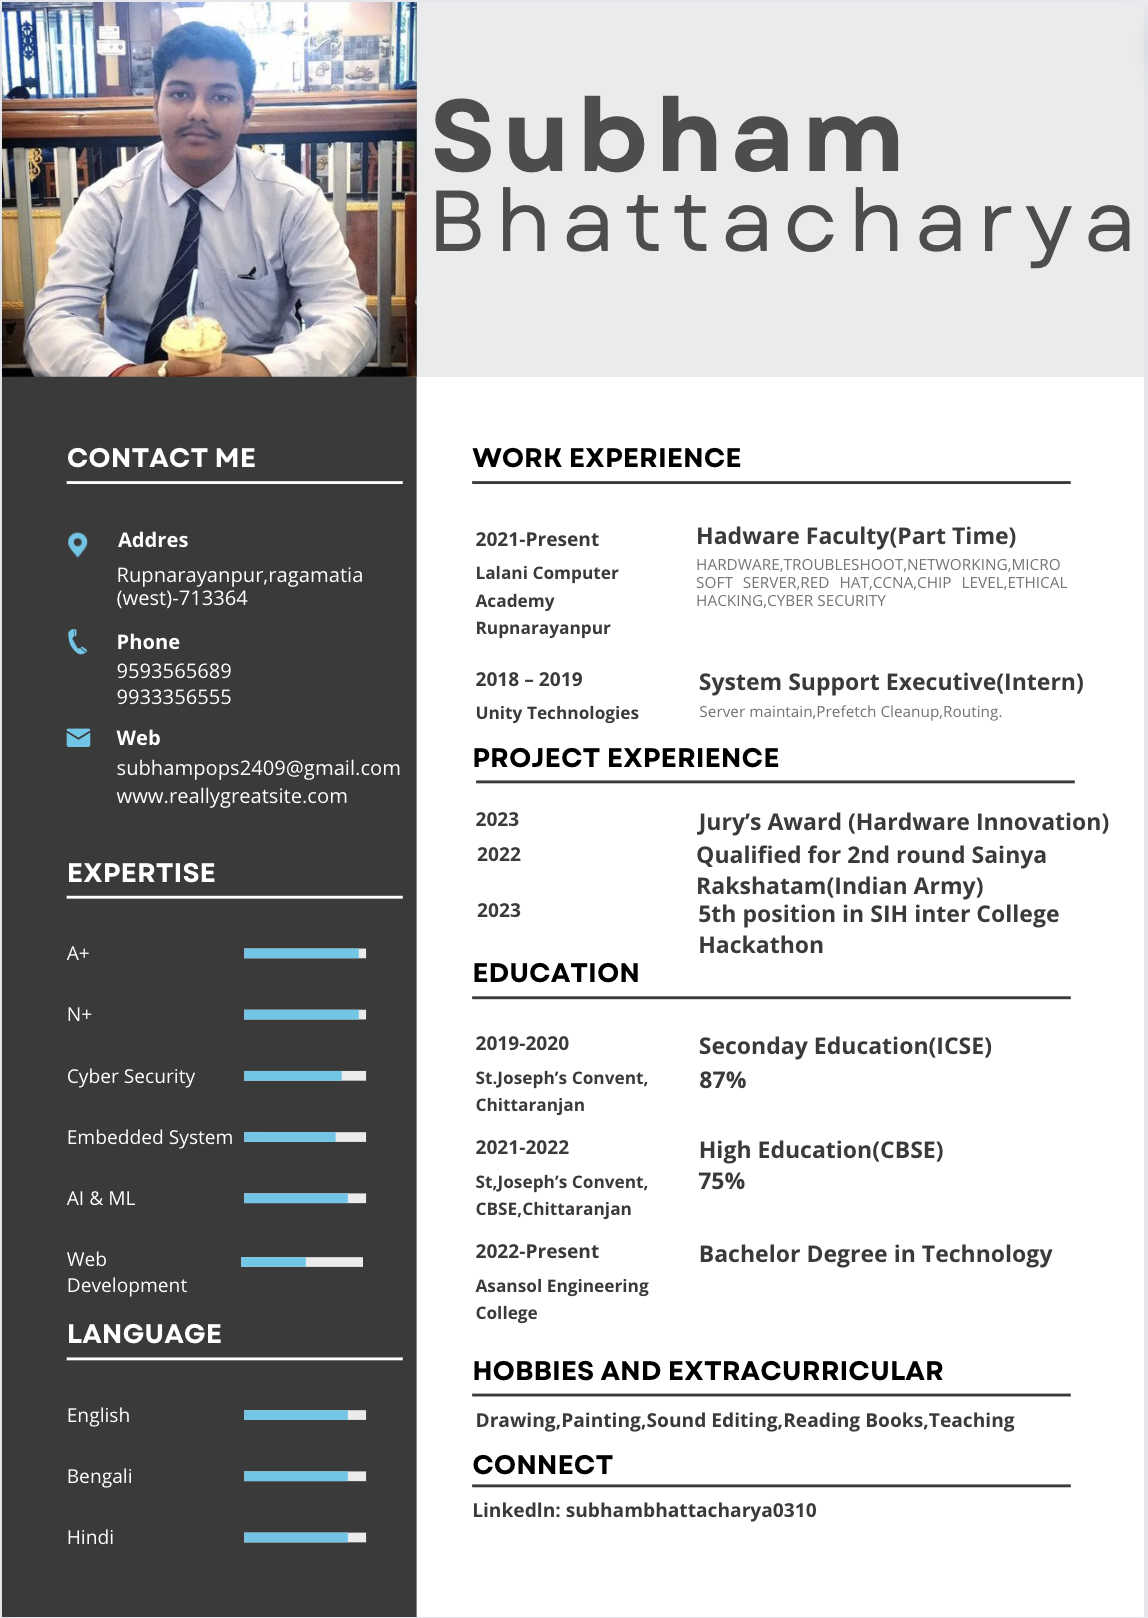 Subham
Bhattacharya
CONTACT ME
Addres
Rupnarayanpur,ragamatia
(west)-713364
Phone
9593565689
9933356555
Web
subhampops2409@gmail.com
www.reallygreatsite.com
EXPERTISE
A+
N+
Cyber Security
Embedded System
AI & ML
Web
Development
LANGUAGE
English
Bengali
Hindi
WORK EXPERIENCE
2021-Present
Lalani Computer
Academy
Rupnarayanpur
Hadware Faculty(Part Time)
HARDWARE,TROUBLESHOOT,NETWORKING,MICRO
SOFT SERVER,RED HAT,CCNA,CHIP LEVEL,ETHICAL
HACKING,CYBER SECURITY
2018 – 2019
Unity Technologies
System Support Executive(Intern)
Server maintain,Prefetch Cleanup,Routing.
PROJECT EXPERIENCE
2023
Jury’s Award (Hardware Innovation)
2022
Qualified for 2nd round Sainya
Rakshatam(Indian Army)
2023
5th position in SIH inter College
Hackathon
EDUCATION
2019-2020
St.Joseph’s Convent,
Chittaranjan
Seconday Education(ICSE)
87%
2021-2022
St,Joseph’s Convent,
CBSE,Chittaranjan
High Education(CBSE)
75%
2022-Present
Asansol Engineering
College
Bachelor Degree in Technology
HOBBIES AND EXTRACURRICULAR
Drawing,Painting,Sound Editing,Reading Books,Teaching
CONNECT
Linkedln: subhambhattacharya0310